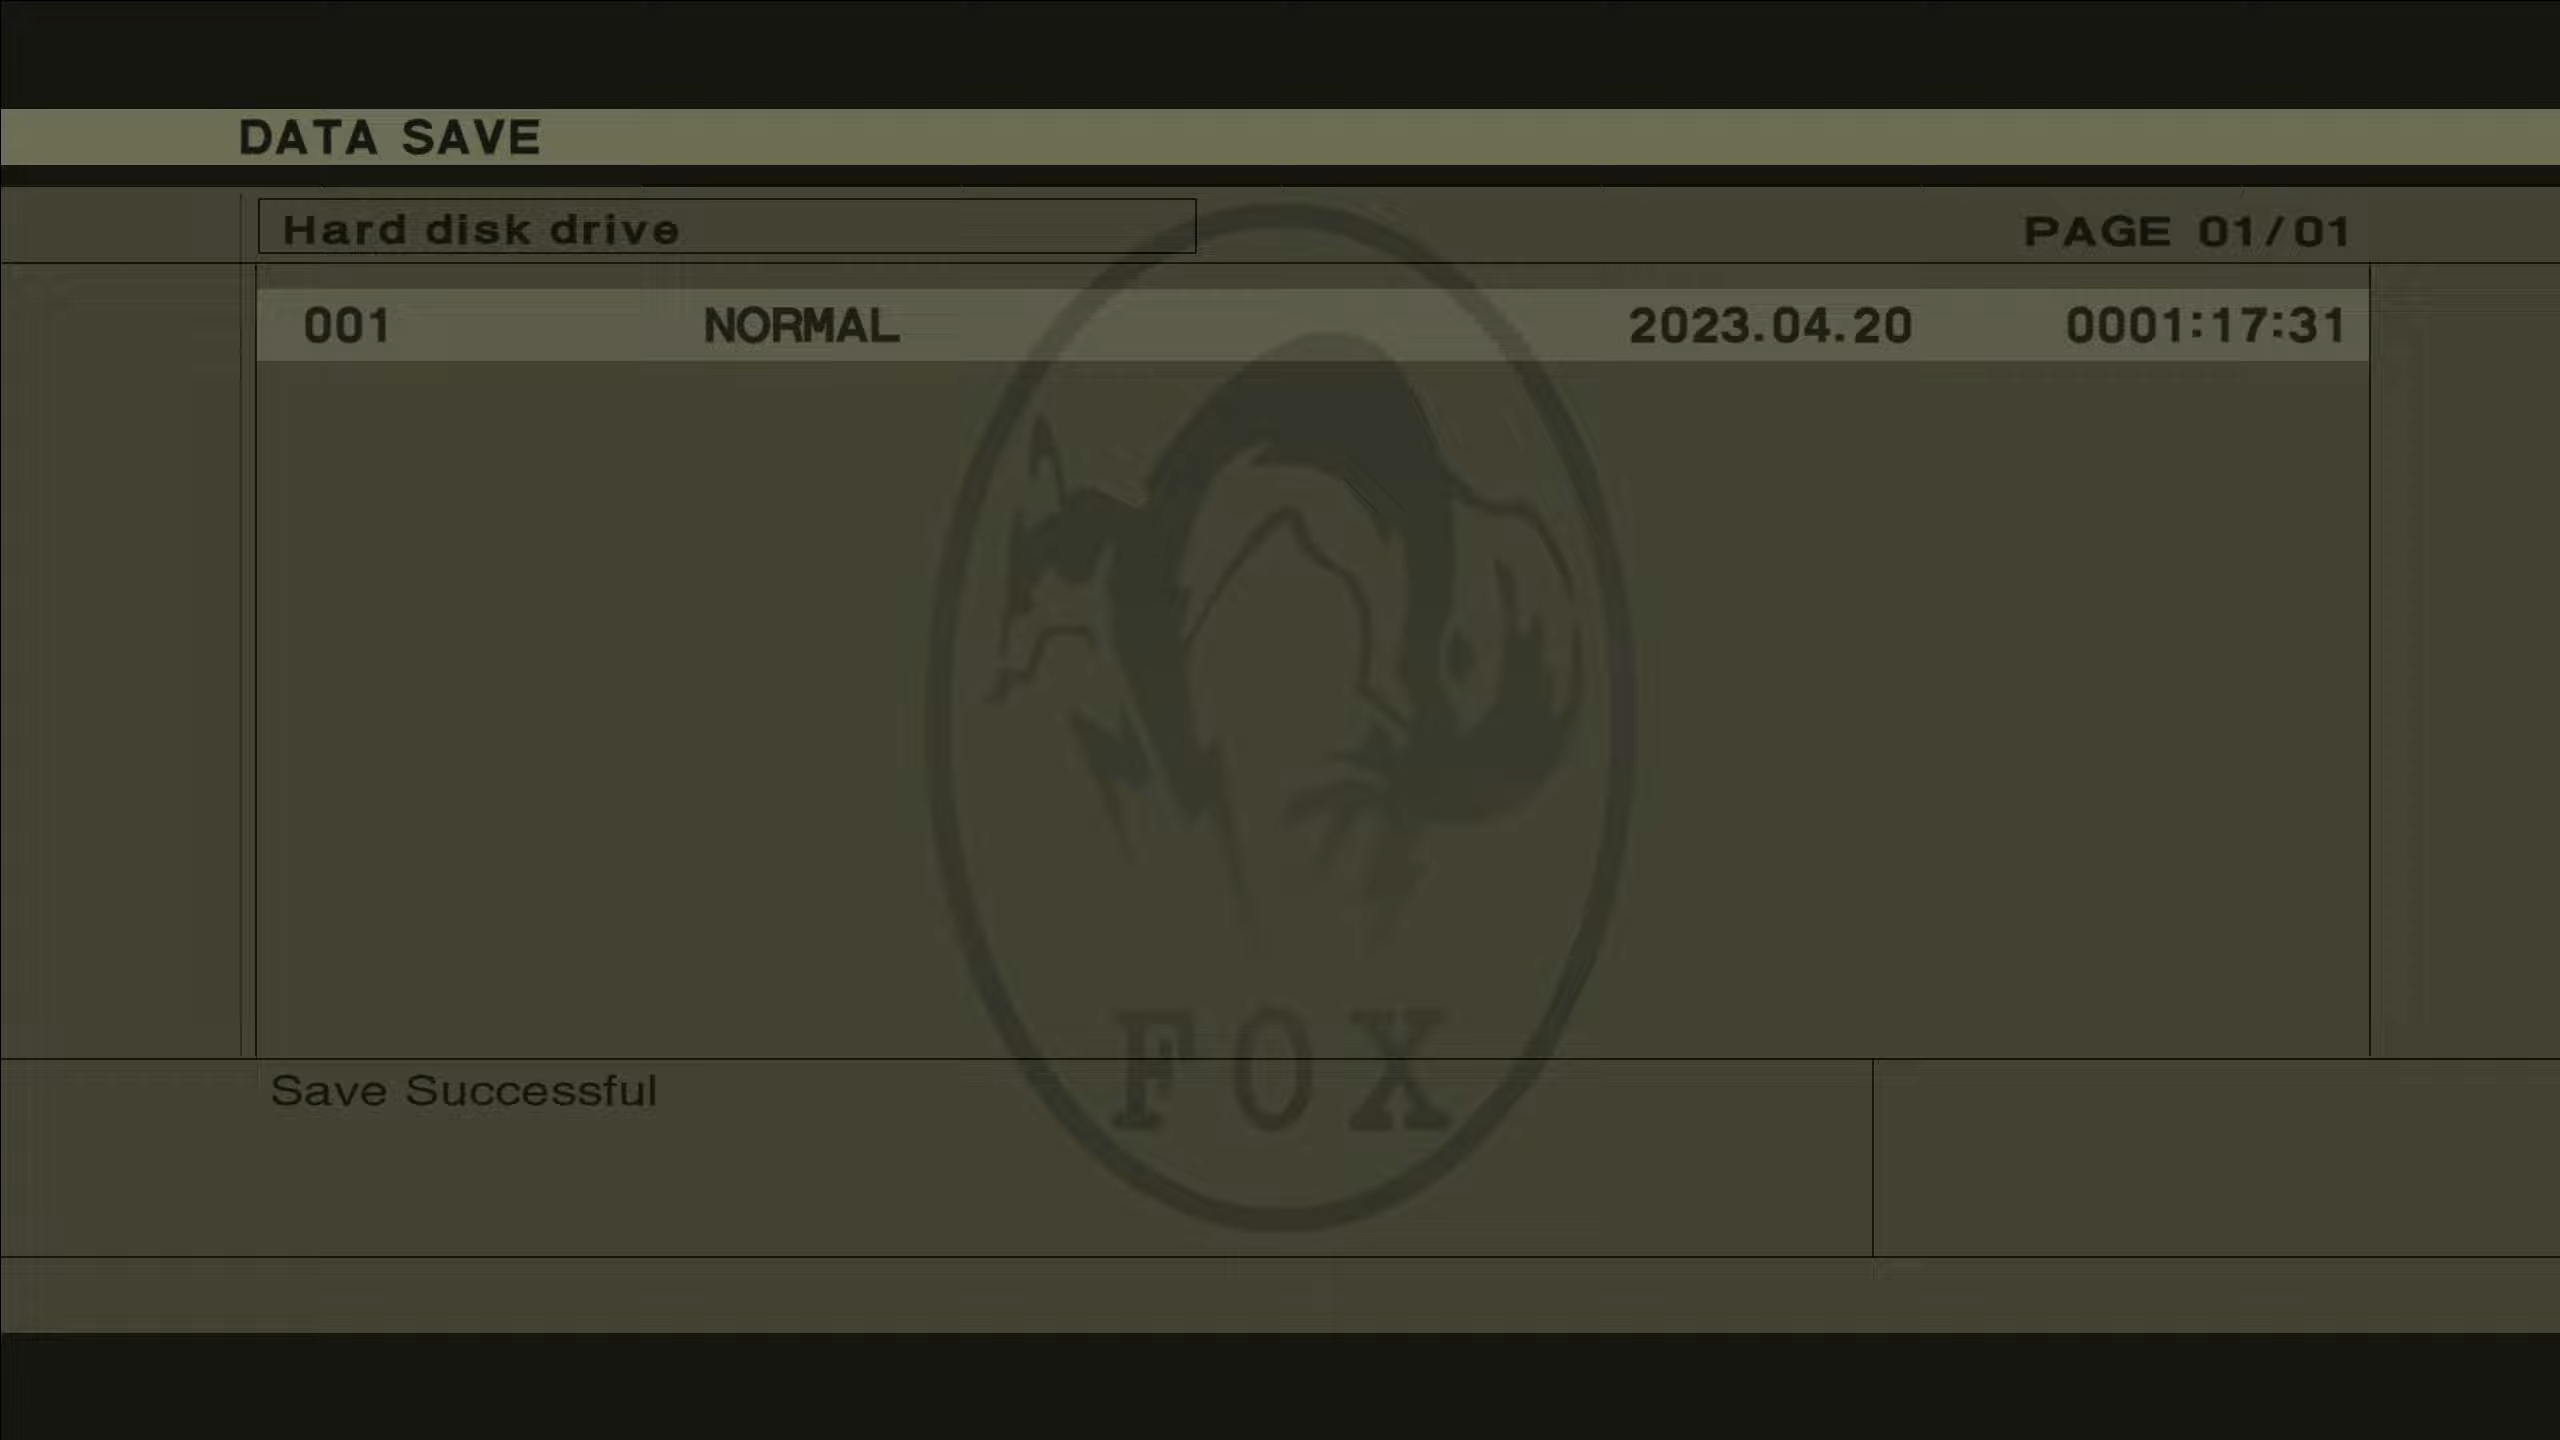 DATA SAVE
Hard disk drive PAGE 01/01
001 NORMAL 2023.04.20 0001:17:31
FOX
Save Successful